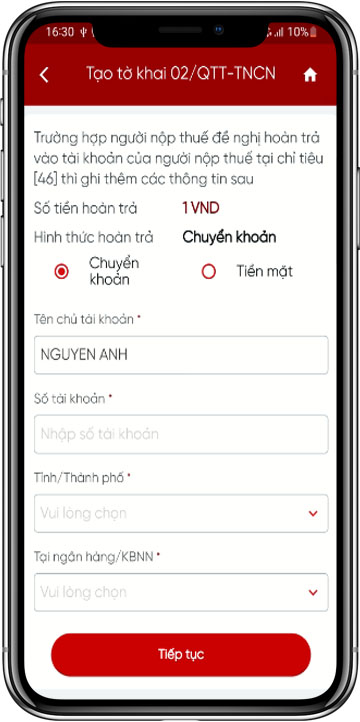 16:30
10%
Tạo tờ khai 02/QTT-TNCN
Trường hợp người nộp thuế đề nghị hoàn trả
vào tài khoản của người nộp thuế tại chỉ tiêu
[46] thì ghi thêm các thông tin sau
Số tiền hoàn trả 1 VND
Hình thức hoàn trả Chuyển khoản
Chuyển
khoản
Tiền mặt
Tên chủ tài khoản *
NGUYEN ANH
Số tài khoản *
Nhập số tài khoản
Tỉnh/Thành phố *
Vui lòng chọn
Tại ngân hàng/KBNN *
Vui lòng chọn
Tiếp tục